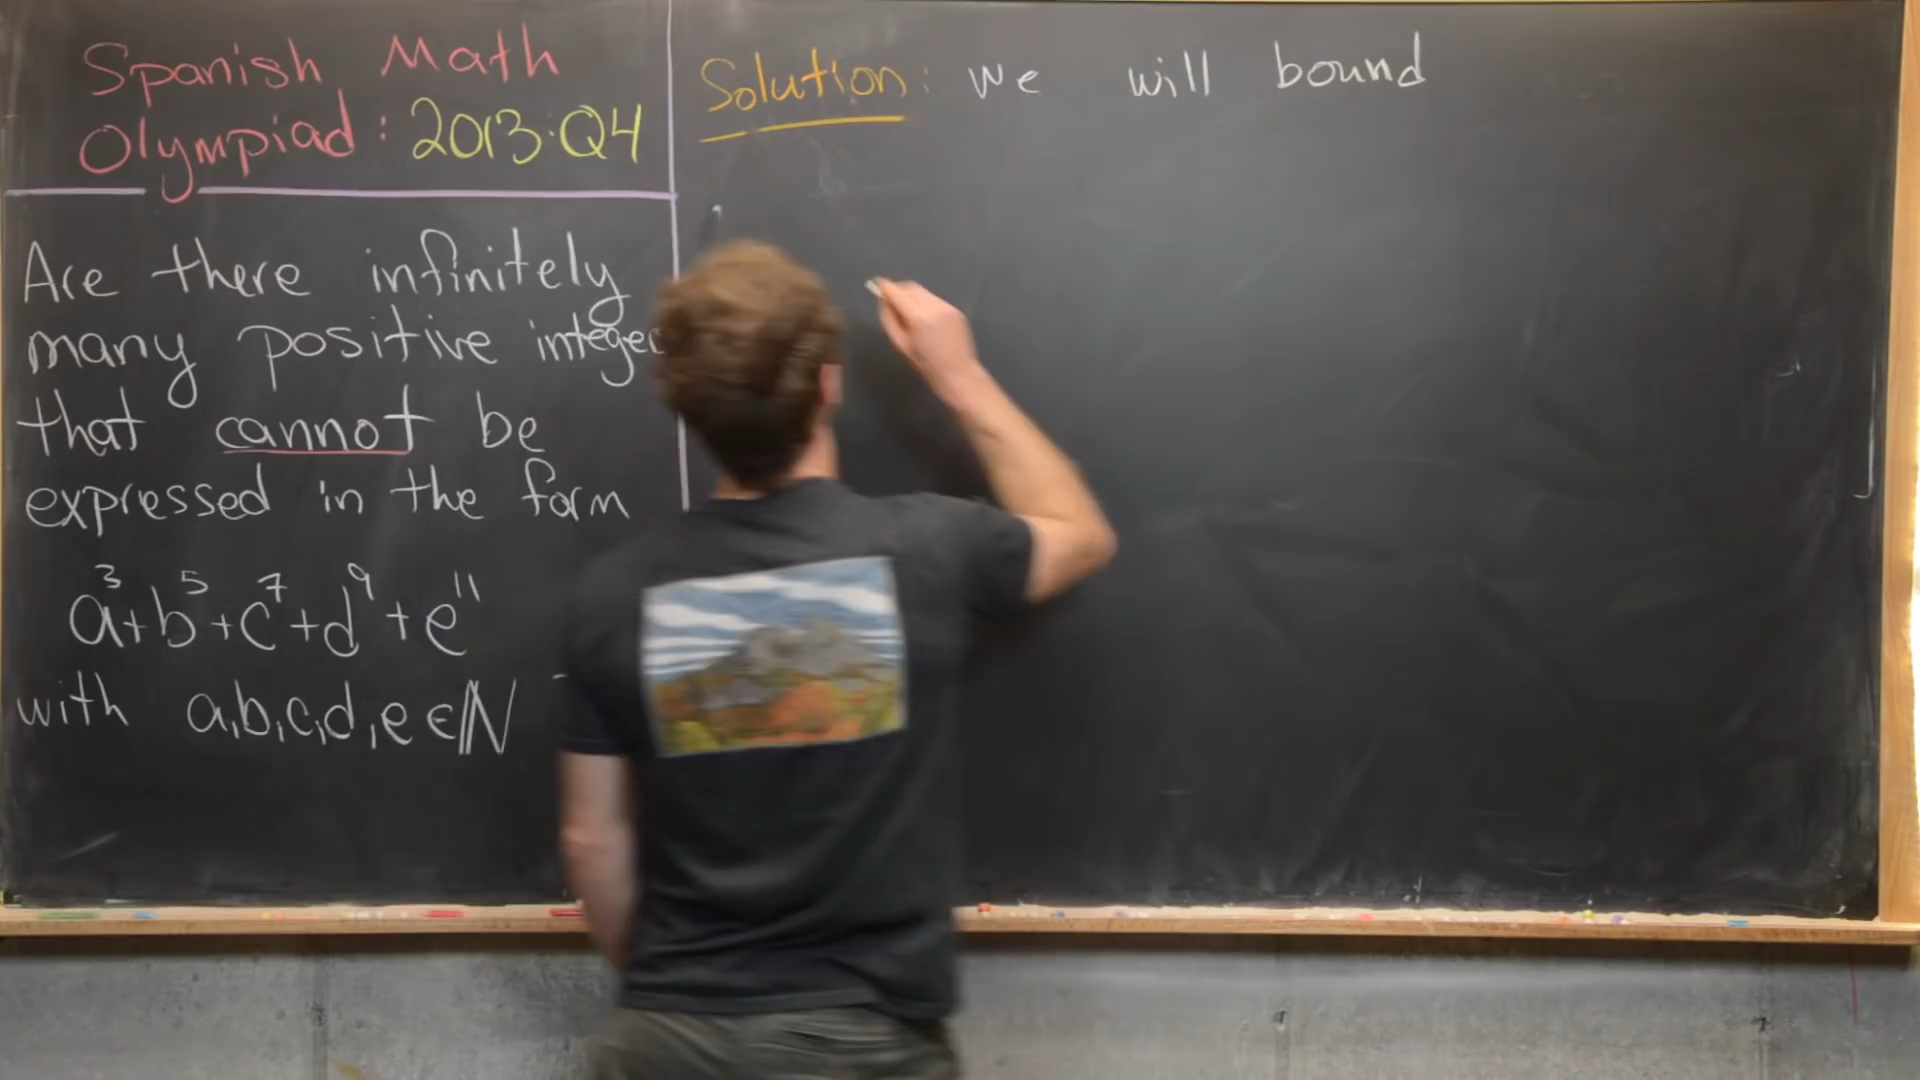 Spanish Math
Olympiad: 2013:Q4
Are there infinitely
many positive integer
that cannot be
expressed in the form
a³+b⁵+c⁷+d⁹+e¹¹
with a,b,c,d,e ∈ ℕ
Solution: we will bound